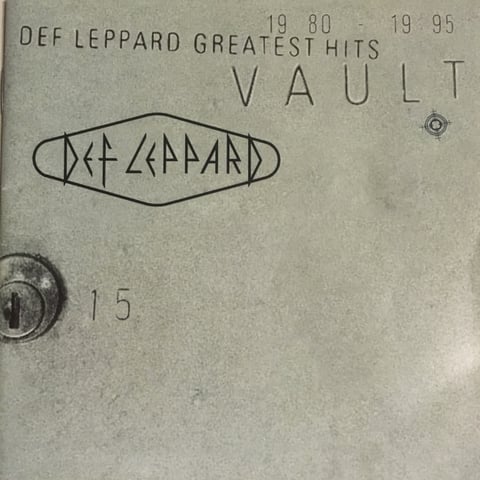 19 80 - 19 95
DEF LEPPARD GREATEST HITS
VAULT
DEF LEPPARD
15